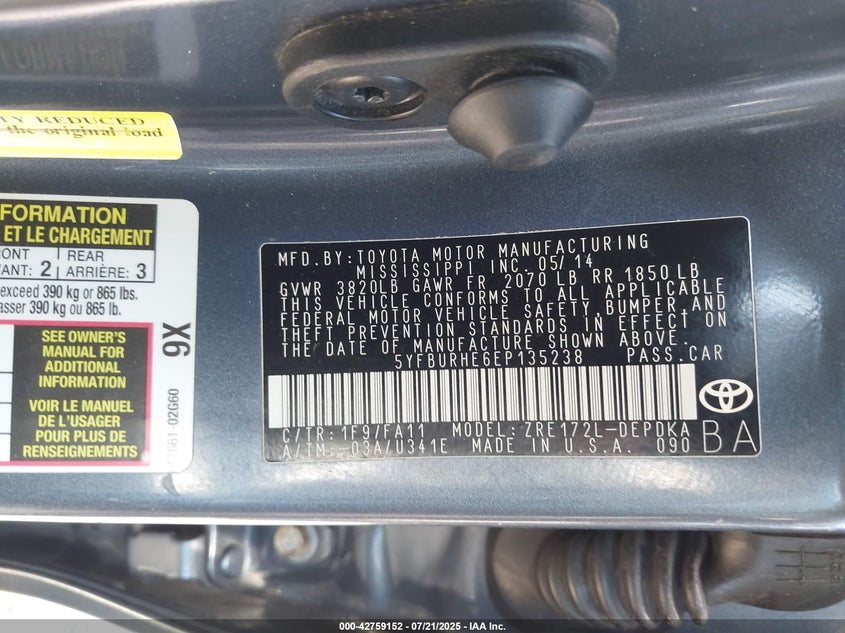 TY REDUCED
the original load
FORMATION
ET LE CHARGEMENT
ONT REAR
VANT: 2 ARRIÈRE: 3
exceed 390 kg or 865 lbs.
asser 390 kg ou 865 lb.
SEE OWNER'S
MANUAL FOR
ADDITIONAL
INFORMATION
VOIR LE MANUEL
DE L'USAGER
POUR PLUS DE
RENSEIGNEMENTS
9X
02G60
MFD.BY:TOYOTA MOTOR MANUFACTURING
MISSISSIPPI INC. 05/14
GVWR 3820LB GAWR FR 2070LB RR 1850LB
THIS VEHICLE CONFORMS TO ALL APPLICABLE
FEDERAL MOTOR VEHICLE SAFETY,BUMPER,AND
THEFT PREVENTION STANDARDS IN EFFECT ON
THE DATE OF MANUFACTURE SHOWN ABOVE.
5YFBURHE6EP135238 PASS.CAR
C/TR:1F9/FA11 MODEL:ZRE172L-DEPDKA
A/TM:-03A/U341E MADE IN U.S.A. 090
BA
000-42759152 - 07/21/2025 - IAA Inc.